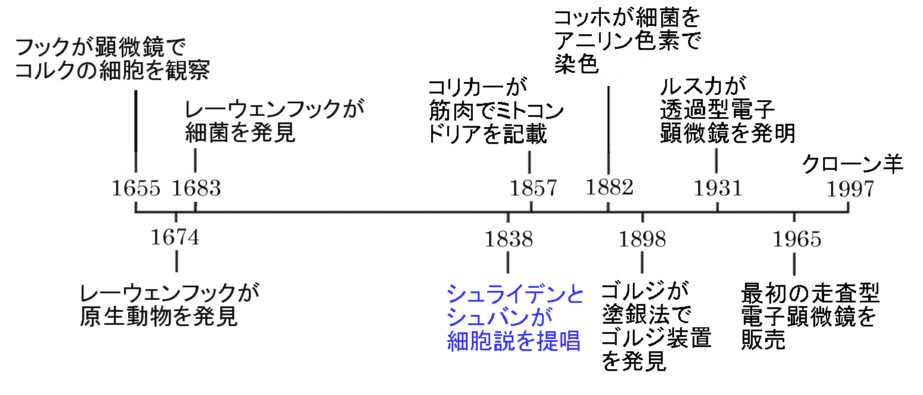 フックが顕微鏡で
コルクの細胞を観察
レーウェンフックが
細菌を発見
コリカーが
筋肉でミトコン
ドリアを記載
コッホが細菌を
アニリン色素で
染色
ルスカが
透過型電子
顕微鏡を発明
クローン羊
1655
1683
1857
1882
1931
1997
1674
1838
1898
1965
レーウェンフックが
原生動物を発見
シュライデンと
シュバンが
細胞説を提唱
ゴルジが
塗銀法で
ゴルジ装置
を発見
最初の走査型
電子顕微鏡を
販売